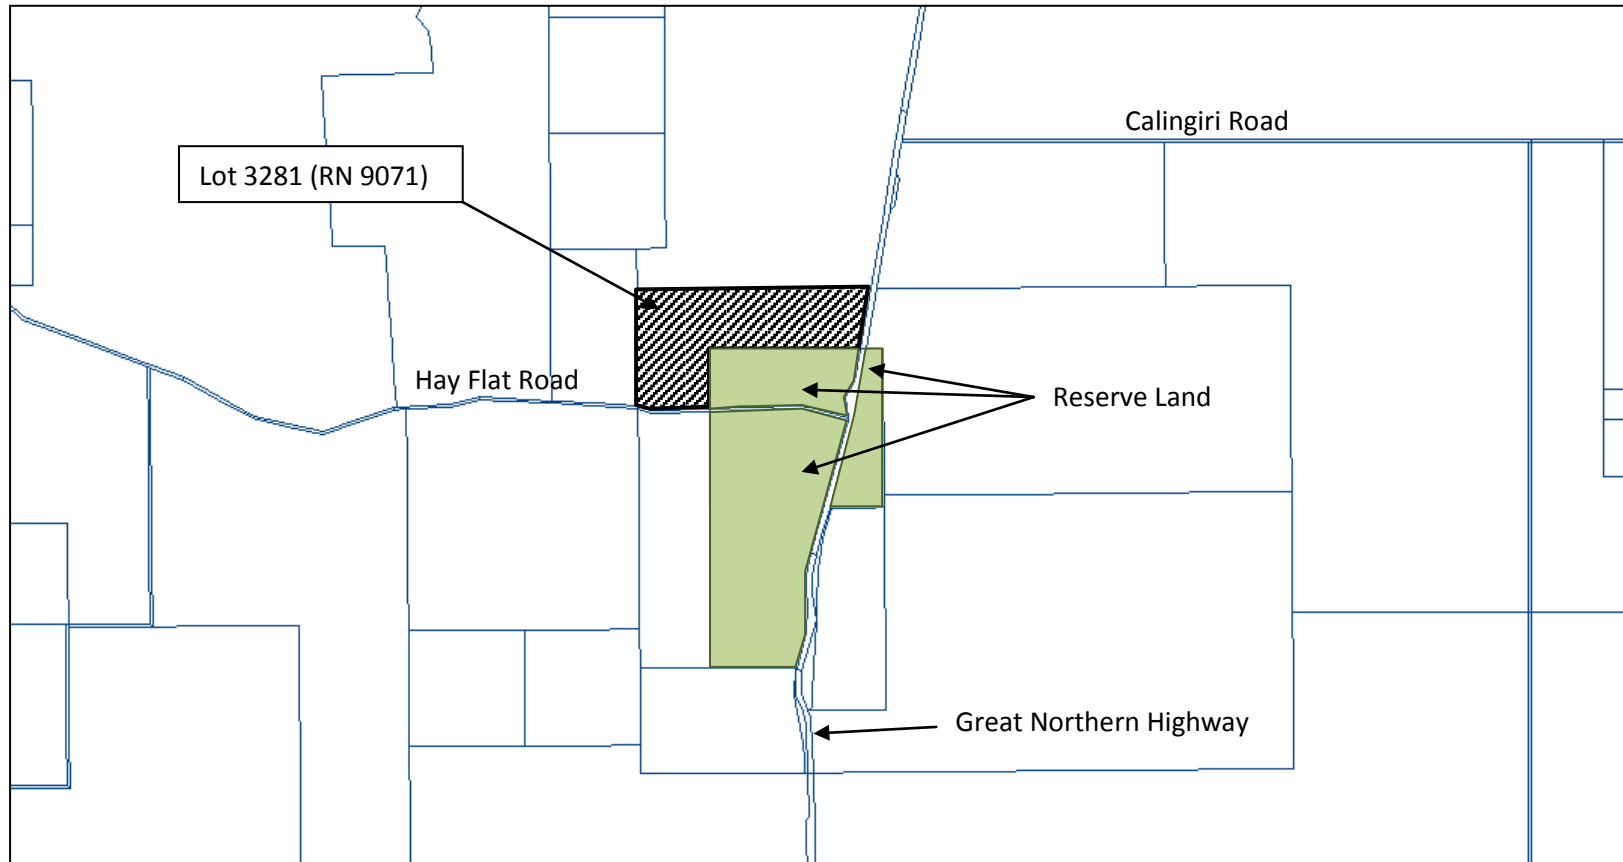 Calingiri Road
Lot 3281 (RN 9071)
Hay Flat Road
Reserve Land
Great Northern Highway